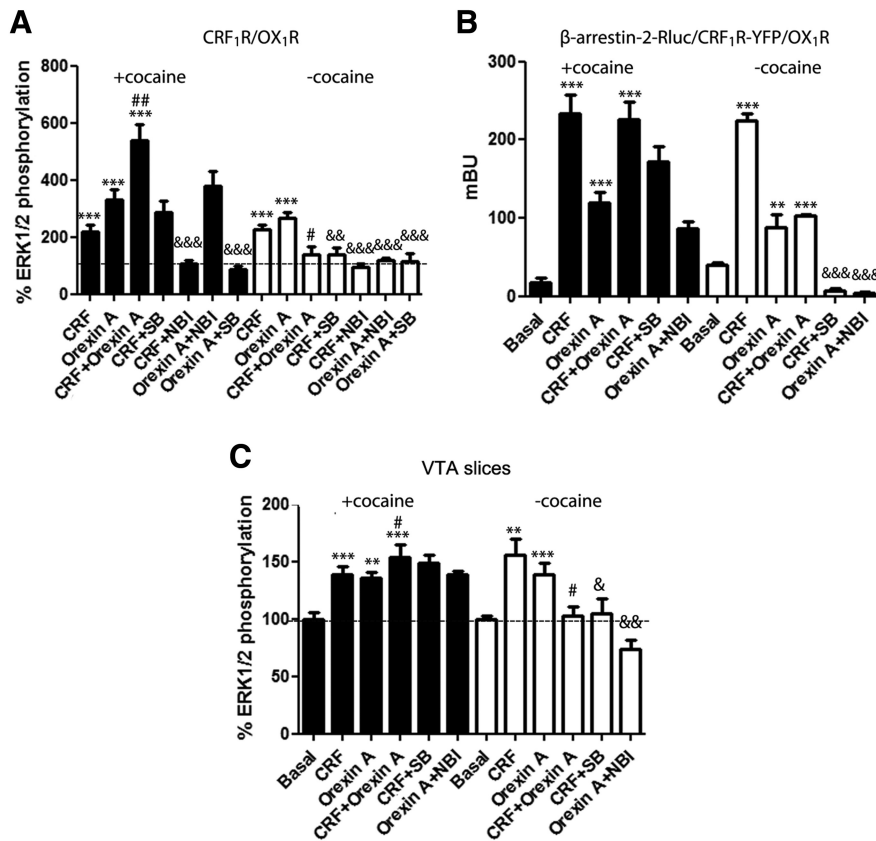 A
CRF₁R/OX₁R
% ERK1/2 phosphorylation
800
600
400
200
0
+cocaine
-cocaine
***
***
##
***
&&&
&&&
***
***
#
&&
&&&
&&&
&&&
CRF
Orexin A
CRF+Orexin A
CRF+SB
CRF+NBI
Orexin A+NBI
Orexin A+SB
CRF
Orexin A
CRF+Orexin A
CRF+SB
CRF+NBI
Orexin A+NBI
Orexin A+SB
B
β-arrestin-2-Rluc/CRF₁R-YFP/OX₁R
mBU
300
200
100
0
+cocaine
-cocaine
***
***
***
***
**
***
&&&
&&&
Basal
CRF
Orexin A
CRF+Orexin A
CRF+SB
Orexin A+NBI
Basal
CRF
Orexin A
CRF+Orexin A
CRF+SB
Orexin A+NBI
C
VTA slices
% ERK1/2 phosphorylation
200
150
100
50
0
+cocaine
-cocaine
***
**
#
***
**
***
#
&
&&
Basal
CRF
Orexin A
CRF+Orexin A
CRF+SB
Orexin A+NBI
Basal
CRF
Orexin A
CRF+Orexin A
CRF+SB
Orexin A+NBI